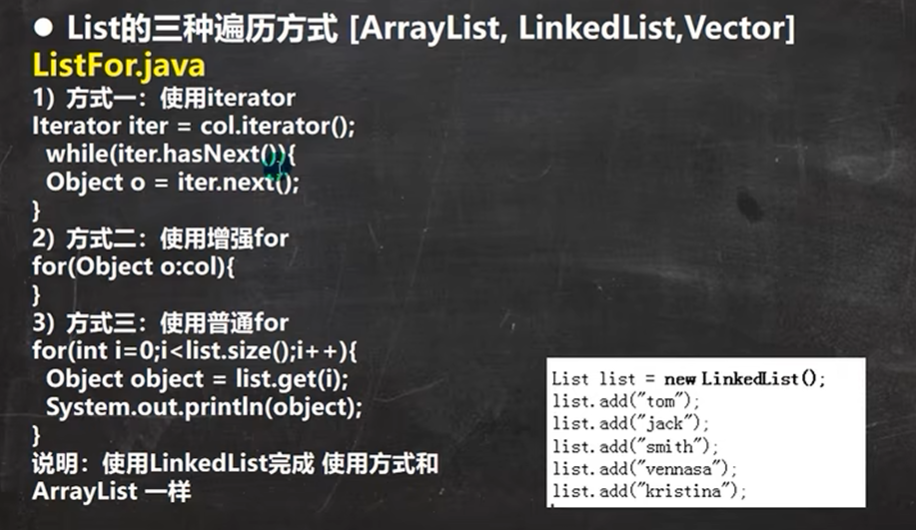 ● List的三种遍历方式 [ArrayList, LinkedList,Vector]
ListFor.java
1) 方式一：使用iterator
Iterator iter = col.iterator();
while(iter.hasNext()){
Object o = iter.next();
}
2) 方式二：使用增强for
for(Object o:col){
}
3) 方式三：使用普通for
for(int i=0;i<list.size();i++){
Object object = list.get(i);
System.out.println(object);
}
说明：使用LinkedList完成 使用方式和
ArrayList 一样
List list = new LinkedList();
list.add("tom");
list.add("jack");
list.add("smith");
list.add("vennasa");
list.add("kristina");